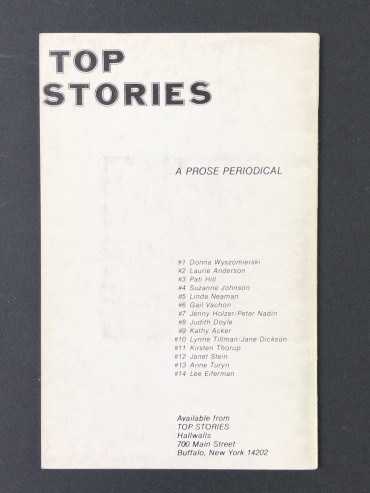 TOP
STORIES
A PROSE PERIODICAL
#1 Donna Wyszomierski
#2 Laurie Anderson
#3 Pati Hill
#4 Suzanne Johnson
#5 Linda Neaman
#6 Gail Vachon
#7 Jenny Holzer/Peter Nadin
#8 Judith Doyle
#9 Kathy Acker
#10 Lynne Tillman/Jane Dickson
#11 Kirsten Thorup
#12 Janet Stein
#13 Anne Turyn
#14 Lee Eiferman
Available from
TOP STORIES
Hallwalls
700 Main Street
Buffalo, New York 14202